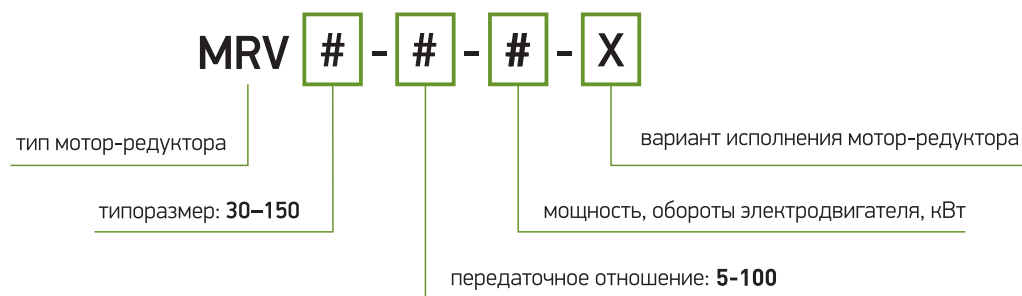 MRV # - # - # - X
тип мотор-редуктора
вариант исполнения мотор-редуктора
типоразмер: 30–150
мощность, обороты электродвигателя, кВт
передаточное отношение: 5-100